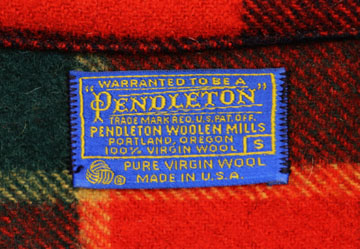 WARRANTED TO BE A
"PENDLETON"
TRADE MARK REG. U.S. PAT. OFF.
PENDLETON WOOLEN MILLS
PORTLAND, OREGON
100% VIRGIN WOOL S
PURE VIRGIN WOOL
® MADE IN U.S.A.